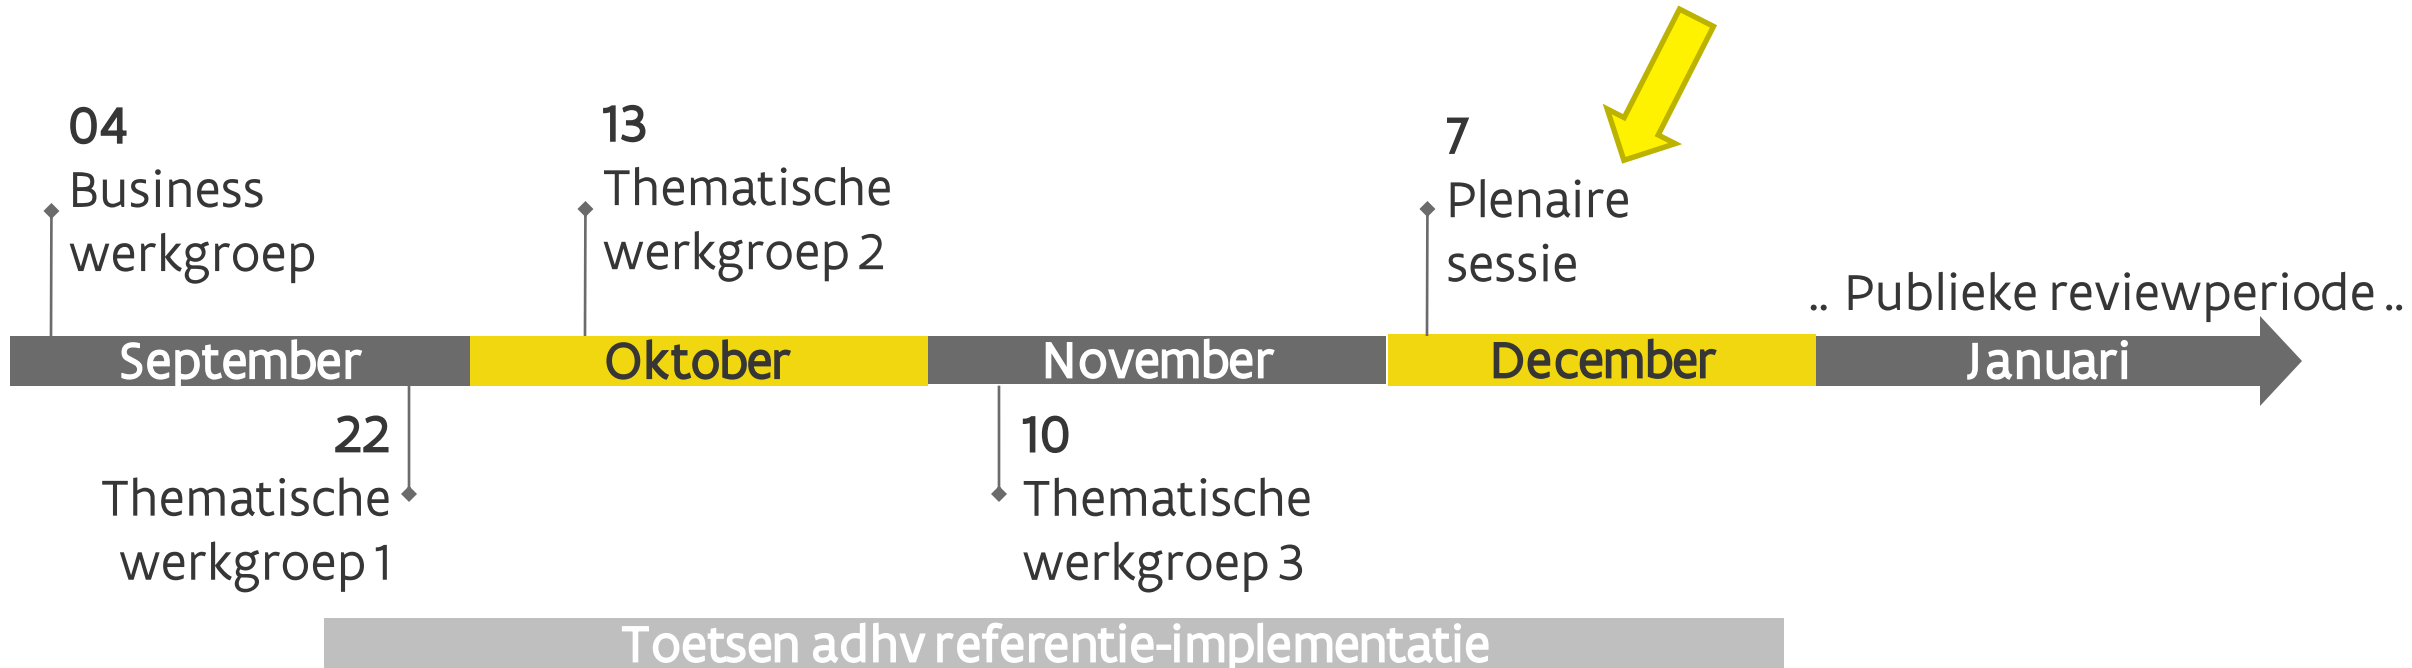 04
Business
werkgroep
13
Thematische
werkgroep 2
7
Plenaire
sessie
.. Publieke reviewperiode ..
September
Oktober
November
December
Januari
22
Thematische
werkgroep 1
10
Thematische
werkgroep 3
Toetsen adhv referentie-implementatie